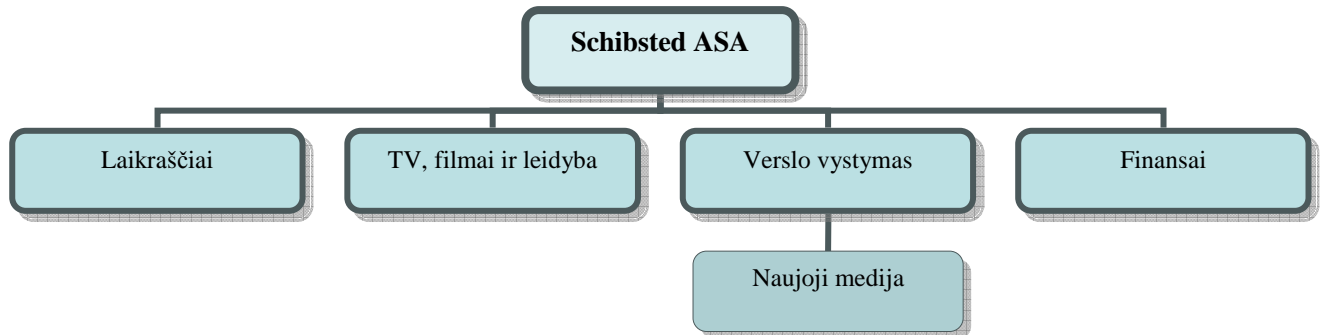 Schibsted ASA
Laikraščiai
TV, filmai ir leidyba
Verslo vystymas
Finansai
Naujoji medija